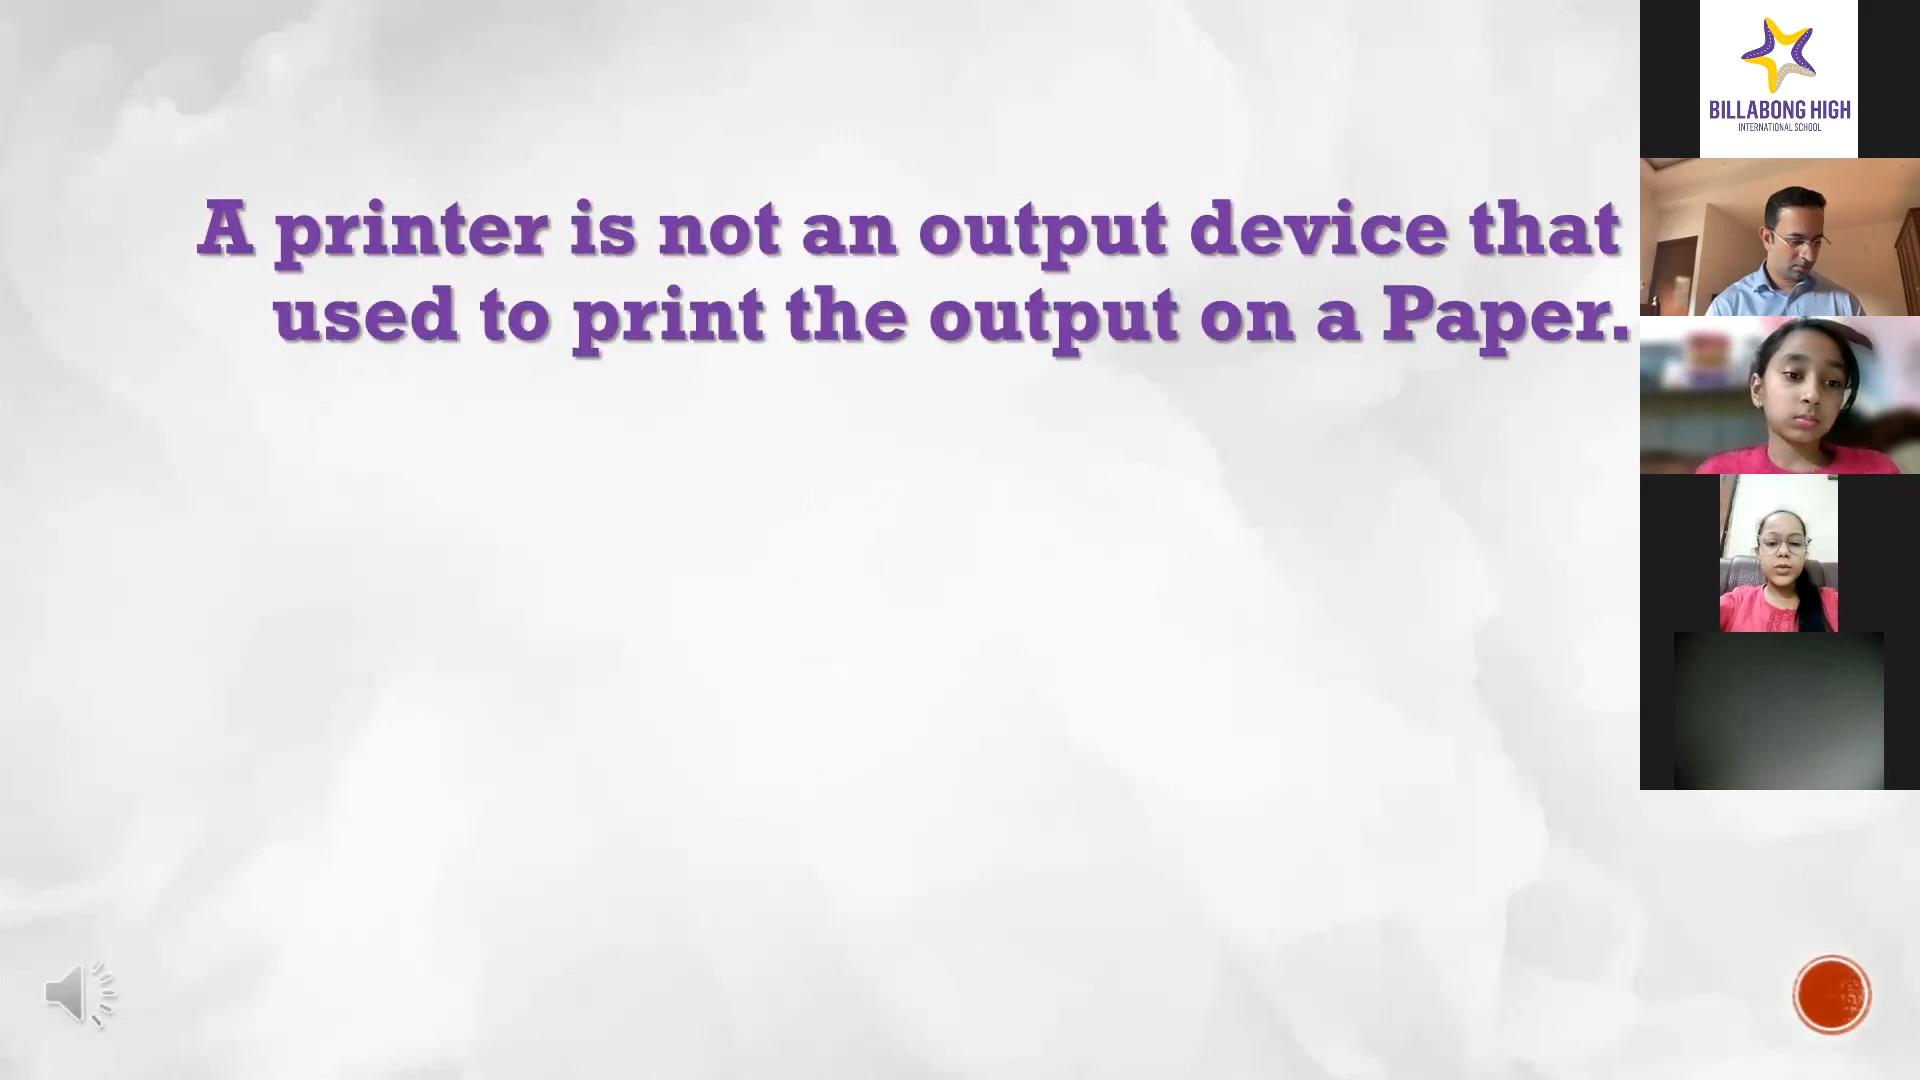 A printer is not an output device that
used to print the output on a Paper.
BILLABONG HIGH
INTERNATIONAL SCHOOL